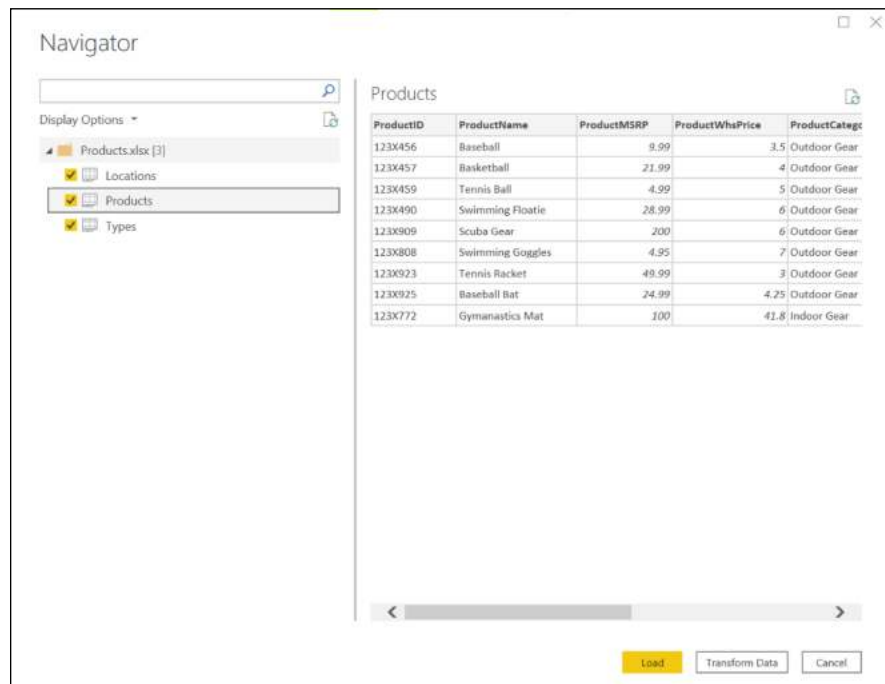 Navigator
Display Options
Products.xlsx [3]
Locations
Products
Types
Products
ProductID ProductName ProductMSRP ProductWhsPrice ProductCatego
123X456 Baseball 9.99 3.5 Outdoor Gear
123X457 Basketball 21.99 4 Outdoor Gear
123X459 Tennis Ball 4.99 5 Outdoor Gear
123X490 Swimming Floatie 28.99 6 Outdoor Gear
123X909 Scuba Gear 200 6 Outdoor Gear
123X808 Swimming Goggles 4.95 7 Outdoor Gear
123X923 Tennis Racket 49.99 3 Outdoor Gear
123X925 Baseball Bat 24.99 4.25 Outdoor Gear
123X772 Gymanastics Mat 100 41.8 Indoor Gear
Load Transform Data Cancel